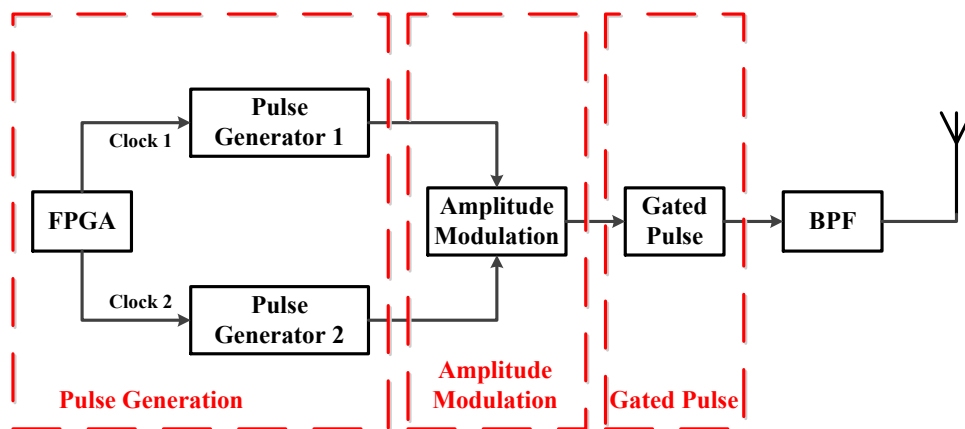 Pulse
Generator 1
Clock 1
FPGA
Amplitude
Modulation
Gated
Pulse
BPF
Clock 2
Pulse
Generator 2
Pulse Generation
Amplitude
Modulation
Gated Pulse